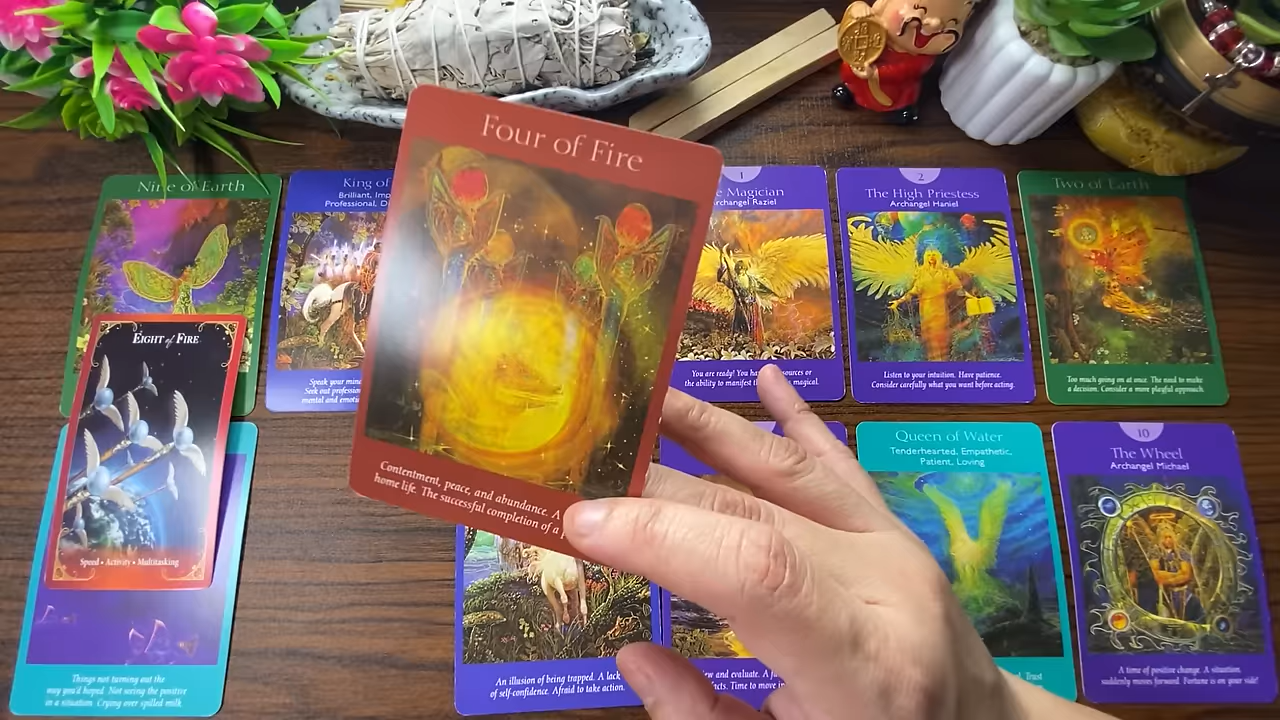 Nine of Earth
King of
Brilliant,
Professional,
Speak your mind
Seek out
mental and
Four of Fire
Contentment, peace, and abundance. A
home life. The successful completion of a
1
Magician
Archangel Raziel
You are ready! You have resources or
the ability to manifest magical.
2
The High Priestess
Archangel Haniel
Listen to your intuition. Have patience.
Consider carefully what you want before acting.
Two of Earth
Too much going on at once. The need to make
a decision. Consider a more playful approach.
EIGHT of FIRE
Speed • Activity • Multitasking
Things not turning out the
way you'd hoped. Not seeing the positive
in a situation. Crying over spilled milk.
An illusion of being trapped. A lack
of self-confidence. Afraid to take action.
and evaluate. A
Time to move
Queen of Water
Tenderhearted, Empathetic,
Patient, Loving
Trust
10
The Wheel
Archangel Michael
A time of positive change. A situation
suddenly moves forward. Fortune is on your side!